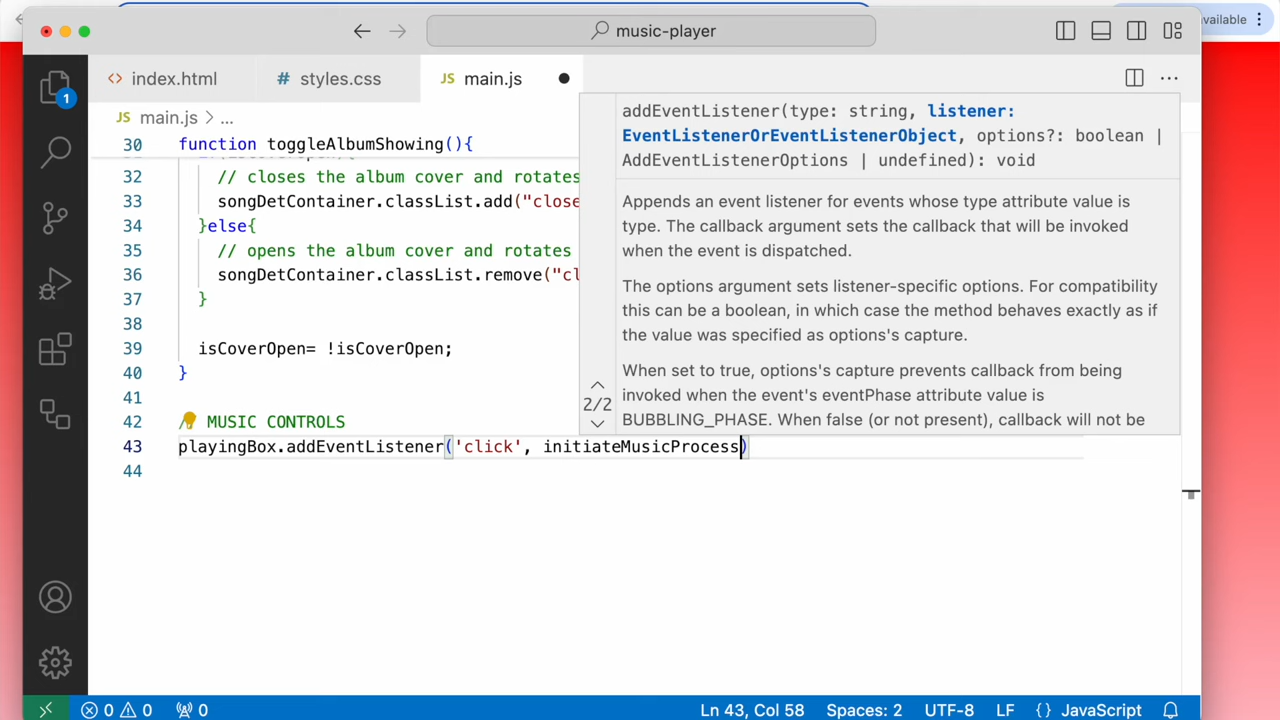 vailable
music-player
<> index.html
# styles.css
JS main.js
1
JS main.js > ...
30 function toggleAlbumShowing(){
32 // closes the album cover and rotates
33 songDetContainer.classList.add("close
34 }else{
35 // opens the album cover and rotates
36 songDetContainer.classList.remove("cl
37 }
38
39 isCoverOpen= !isCoverOpen;
40 }
41
42 MUSIC CONTROLS
43 playingBox.addEventListener('click', initiateMusicProcess)
44
addEventListener(type: string, listener:
EventListenerOrEventListenerObject, options?: boolean |
AddEventListenerOptions | undefined): void
Appends an event listener for events whose type attribute value is
type. The callback argument sets the callback that will be invoked
when the event is dispatched.
The options argument sets listener-specific options. For compatibility
this can be a boolean, in which case the method behaves exactly as if
the value was specified as options's capture.
When set to true, options's capture prevents callback from being
invoked when the event's eventPhase attribute value is
BUBBLING_PHASE. When false (or not present), callback will not be
2/2
0 0 0
Ln 43, Col 58 Spaces: 2 UTF-8 LF {} JavaScript